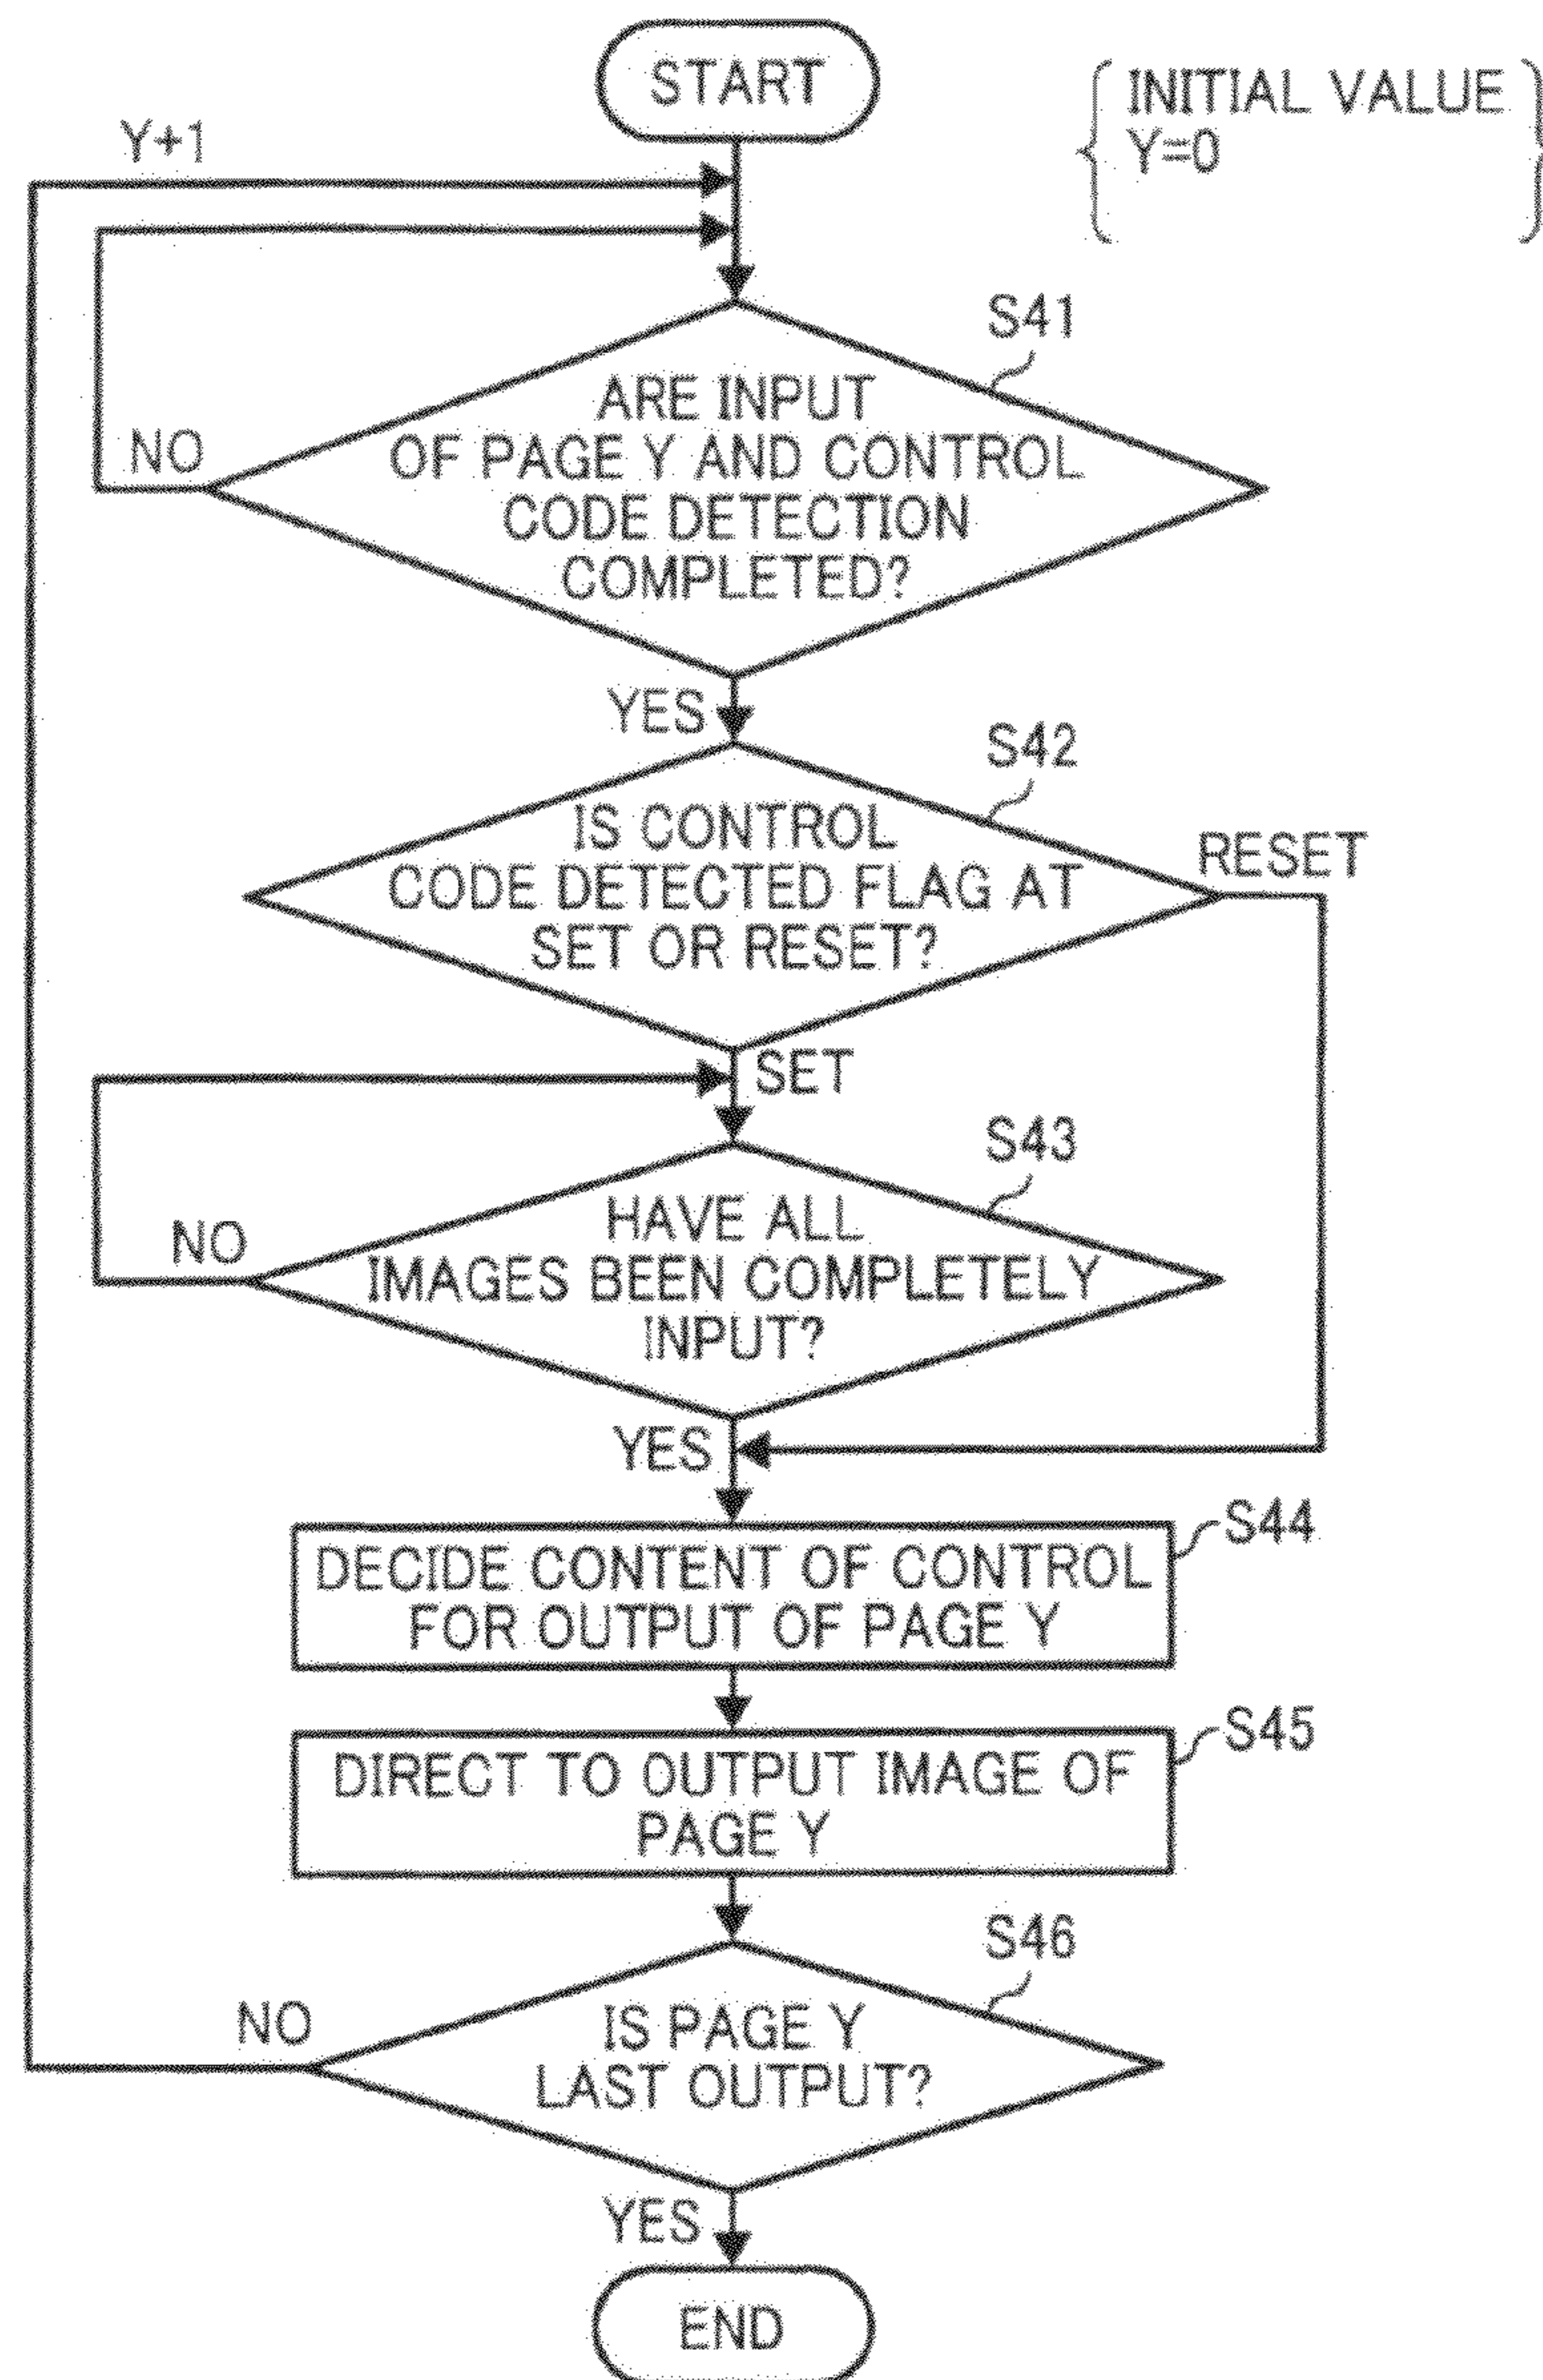 START
INITIAL VALUE
Y=0
Y+1
S41
ARE INPUT
OF PAGE Y AND CONTROL
CODE DETECTION
COMPLETED?
NO
YES
S42
IS CONTROL
CODE DETECTED FLAG AT
SET OR RESET?
RESET
SET
S43
HAVE ALL
IMAGES BEEN COMPLETELY
INPUT?
NO
YES
S44
DECIDE CONTENT OF CONTROL
FOR OUTPUT OF PAGE Y
S45
DIRECT TO OUTPUT IMAGE OF
PAGE Y
S46
IS PAGE Y
LAST OUTPUT?
NO
YES
END